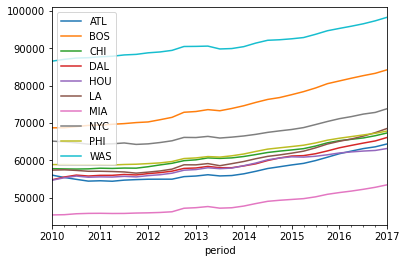 100000
90000
80000
70000
60000
50000
ATL
BOS
CHI
DAL
HOU
LA
MIA
NYC
PHI
WAS
2010 2011 2012 2013 2014 2015 2016 2017
period